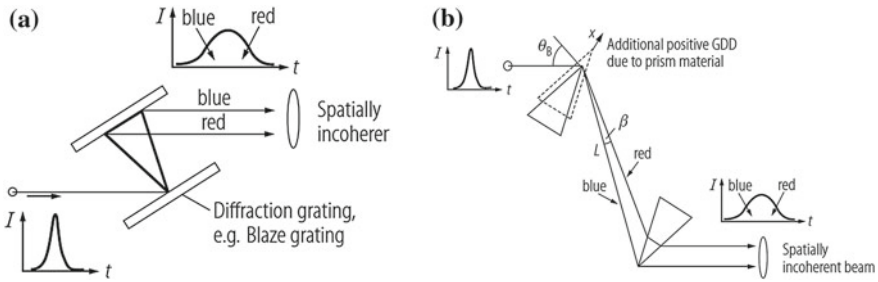 (a)
I
blue
red
t
blue
red
Spatially
incoherer
Diffraction grating,
e.g. Blaze grating
I
t
(b)
I
t
θB
x
Additional positive GDD
due to prism material
β
L
red
blue
I
blue
red
t
Spatially
incoherent beam